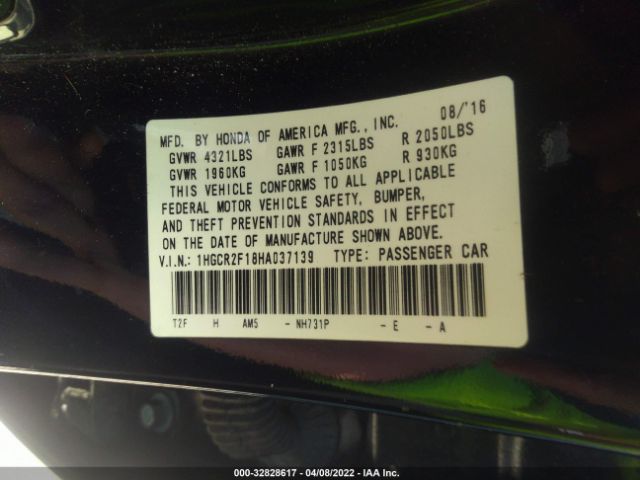 MFD. BY HONDA OF AMERICA MFG., INC. 08/'16
GVWR 4321LBS GAWR F 2315LBS R 2050LBS
GVWR 1960KG GAWR F 1050KG R 930KG
THIS VEHICLE CONFORMS TO ALL APPLICABLE
FEDERAL MOTOR VEHICLE SAFETY, BUMPER,
AND THEFT PREVENTION STANDARDS IN EFFECT
ON THE DATE OF MANUFACTURE SHOWN ABOVE.
V.I.N.: 1HGCR2F18HA037139 TYPE: PASSENGER CAR
T2F H AM5 - NH731P - E - A
000-32828617 - 04/08/2022 - IAA Inc.